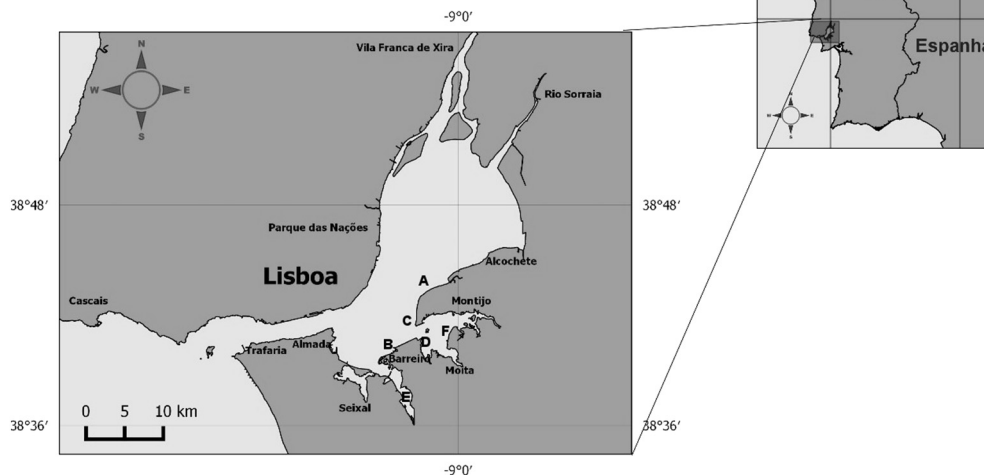 -9°0′
Vila Franca de Xira
N
W
E
S
Rio Sorraia
Espanha
N
W
E
S
38°48′
38°48′
Parque das Nações
Lisboa
Alcochete
A
Montijo
Cascais
C
F
Almada
B
D
Trafaria
Barreiro
Moita
E
Seixal
0 5 10 km
38°36′
38°36′
-9°0′